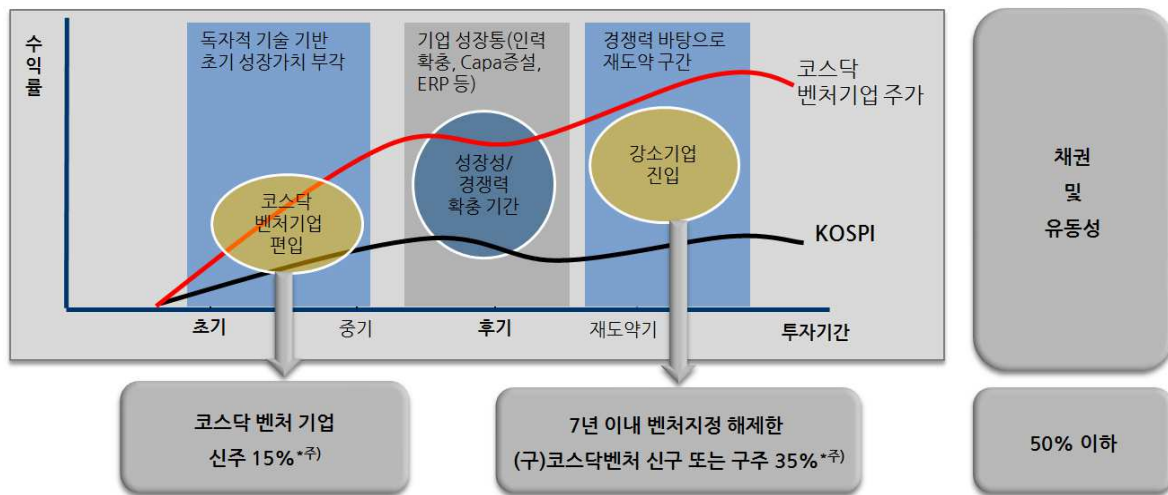 수
익
률
독자적 기술 기반
초기 성장가치 부각
기업 성장통(인력
확충, Capa증설,
ERP 등)
경쟁력 바탕으로
재도약 구간
코스닥
벤처기업 주가
코스닥
벤처기업
편입
성장성/
경쟁력
확충 기간
강소기업
진입
KOSPI
초기
중기
후기
재도약기
투자기간
채권
및
유동성
코스닥 벤처 기업
신주 15%*주)
7년 이내 벤처지정 해제한
(구)코스닥벤처 신구 또는 구주 35%*주)
50% 이하